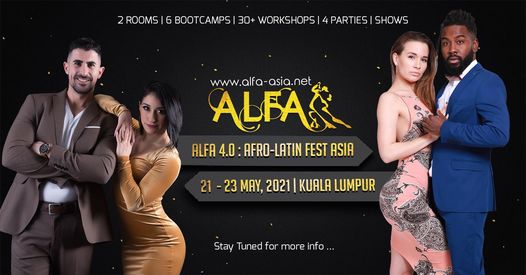 2 ROOMS | 6 BOOTCAMPS | 30+ WORKSHOPS | 4 PARTIES | SHOWS
www.alfa-asia.net
ALFA
ALFA 4.0 : AFRO-LATIN FEST ASIA
21 - 23 MAY, 2021 | KUALA LUMPUR
Stay Tuned for more info ...